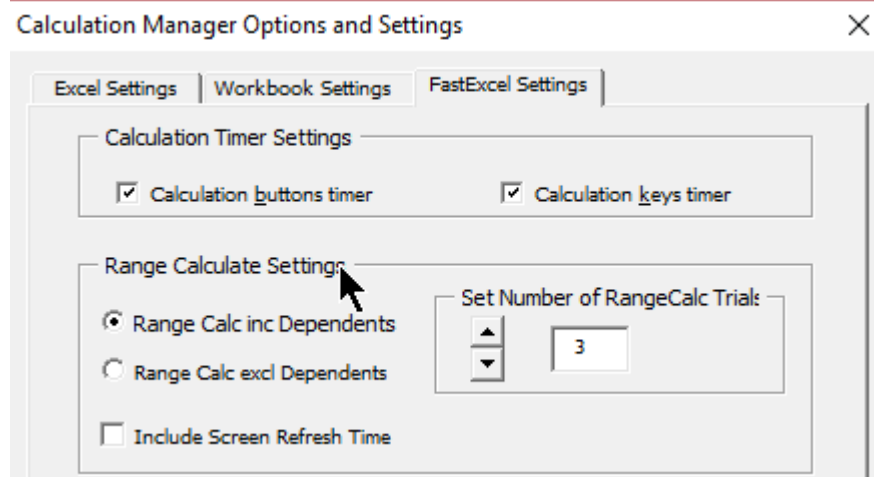 Calculation Manager Options and Settings
Excel Settings Workbook Settings FastExcel Settings
Calculation Timer Settings
Calculation buttons timer Calculation keys timer
Range Calculate Settings
Set Number of RangeCalc Trials
Range Calc inc Dependents
3
Range Calc excl Dependents
Include Screen Refresh Time